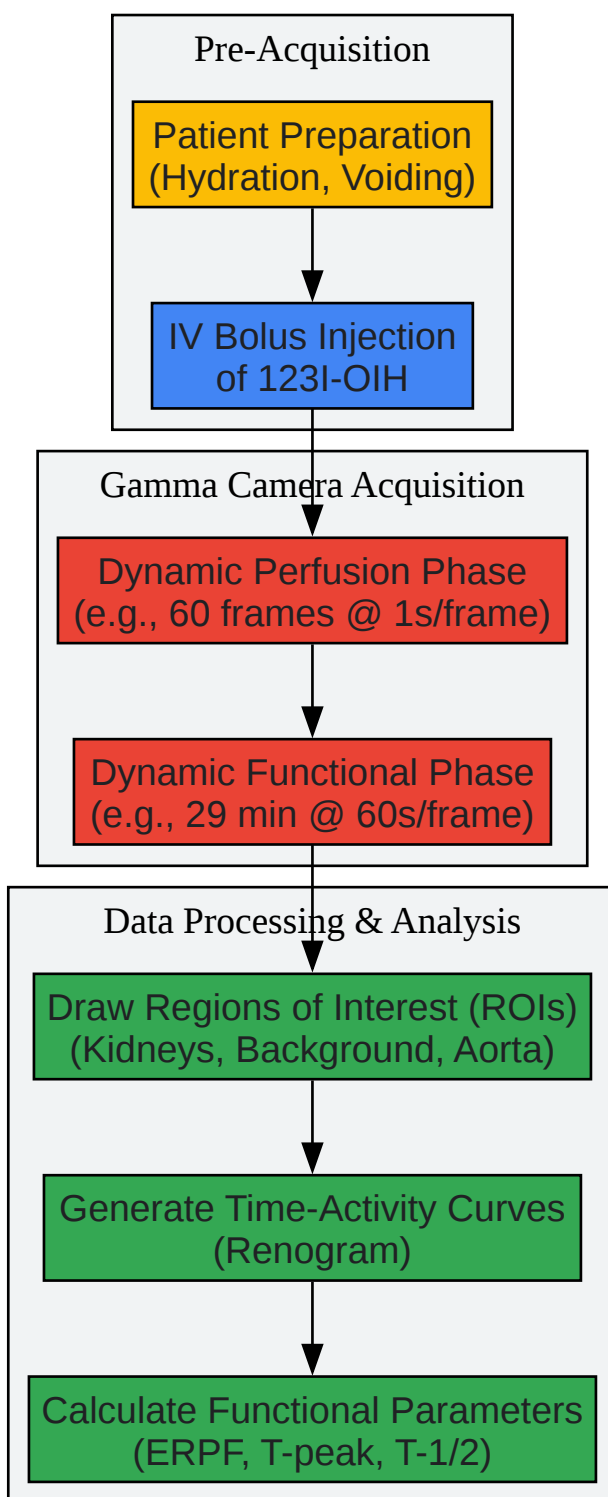 Pre-Acquisition
Patient Preparation
(Hydration, Voiding)
IV Bolus Injection
of 123I-OIH
Gamma Camera Acquisition
Dynamic Perfusion Phase
(e.g., 60 frames @ 1s/frame)
Dynamic Functional Phase
(e.g., 29 min @ 60s/frame)
Data Processing & Analysis
Draw Regions of Interest (ROIs)
(Kidneys, Background, Aorta)
Generate Time-Activity Curves
(Renogram)
Calculate Functional Parameters
(ERPF, T-peak, T-1/2)